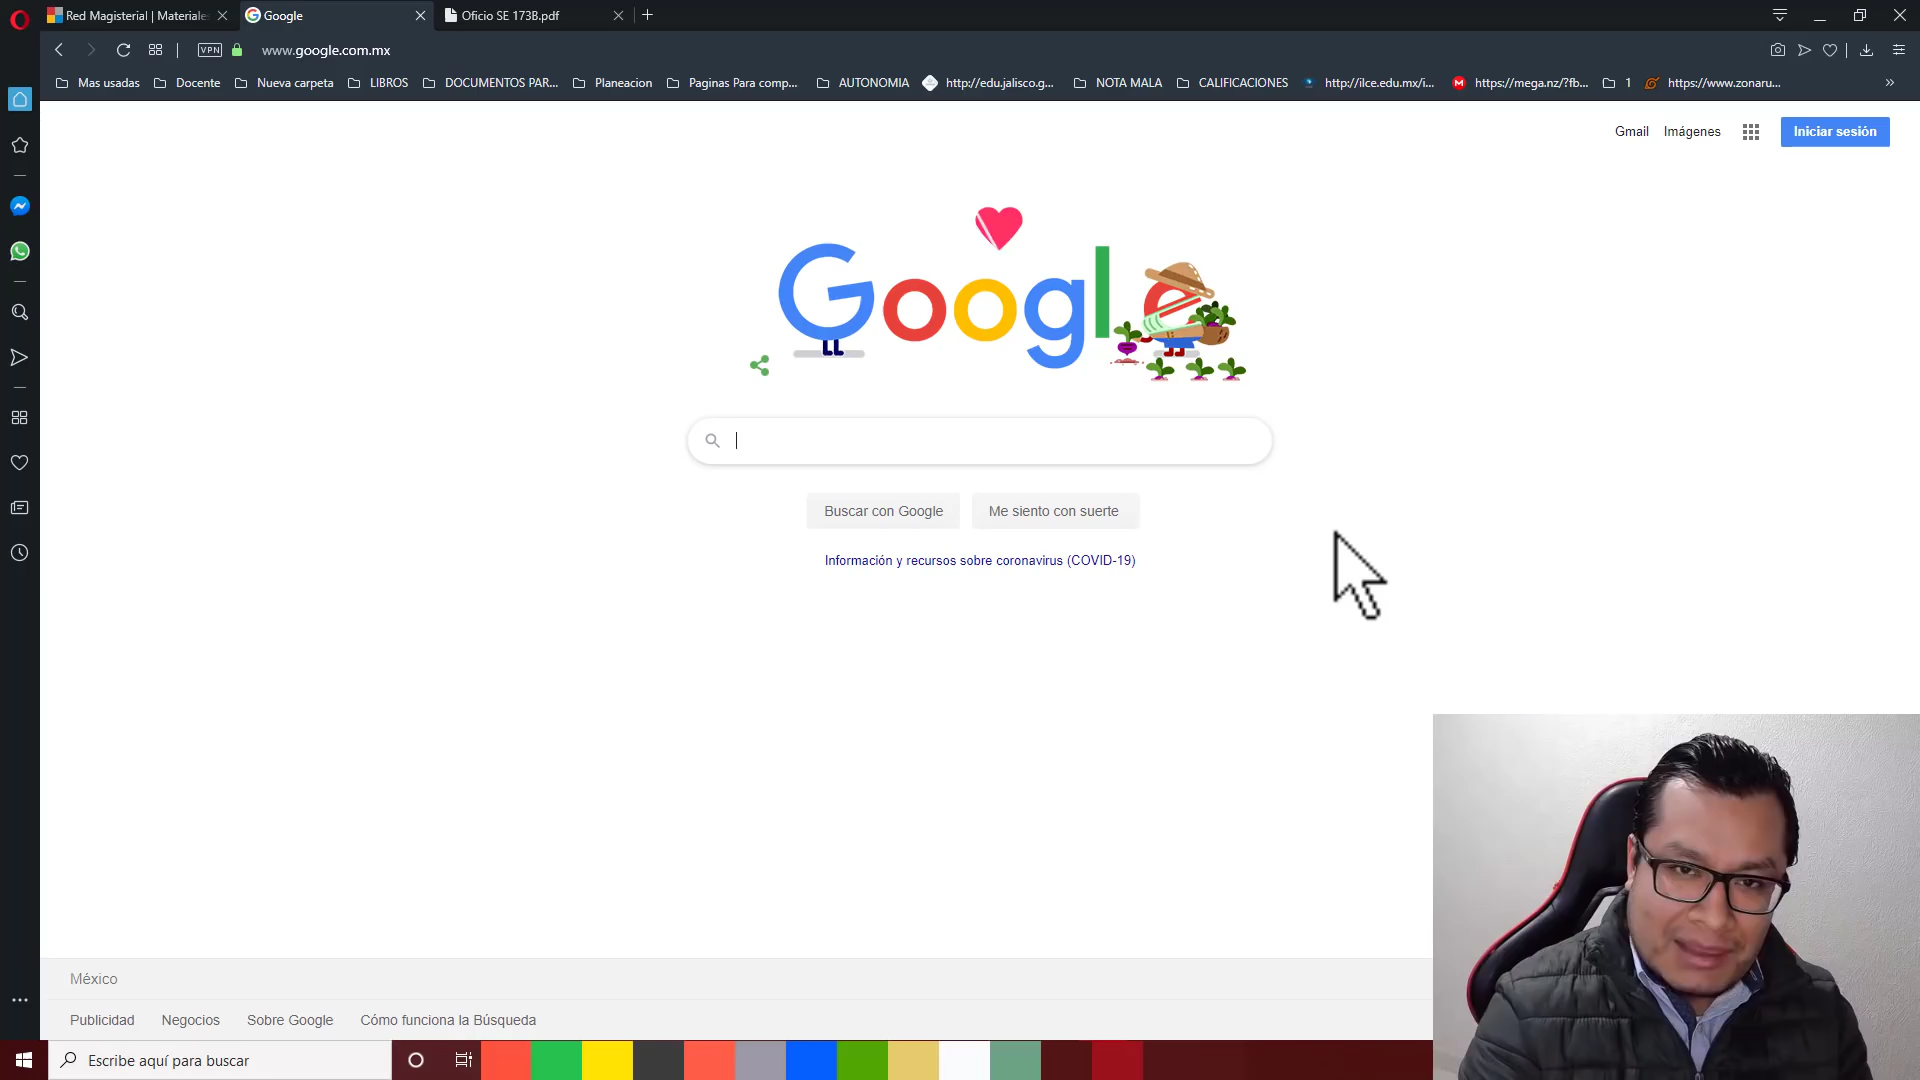 Red Magisterial | Materiale
Google
Oficio SE 173B.pdf
VPN
www.google.com.mx
Mas usadas
Docente
Nueva carpeta
LIBROS
DOCUMENTOS PAR...
Planeacion
Paginas Para comp...
AUTONOMIA
http://edu.jalisco.g...
NOTA MALA
CALIFICACIONES
http://ilce.edu.mx/i...
M
https://mega.nz/?fb...
1
https://www.zonaru...
Gmail
Imágenes
Iniciar sesión
Google
Buscar con Google
Me siento con suerte
Información y recursos sobre coronavirus (COVID-19)
México
Publicidad
Negocios
Sobre Google
Cómo funciona la Búsqueda
Escribe aquí para buscar